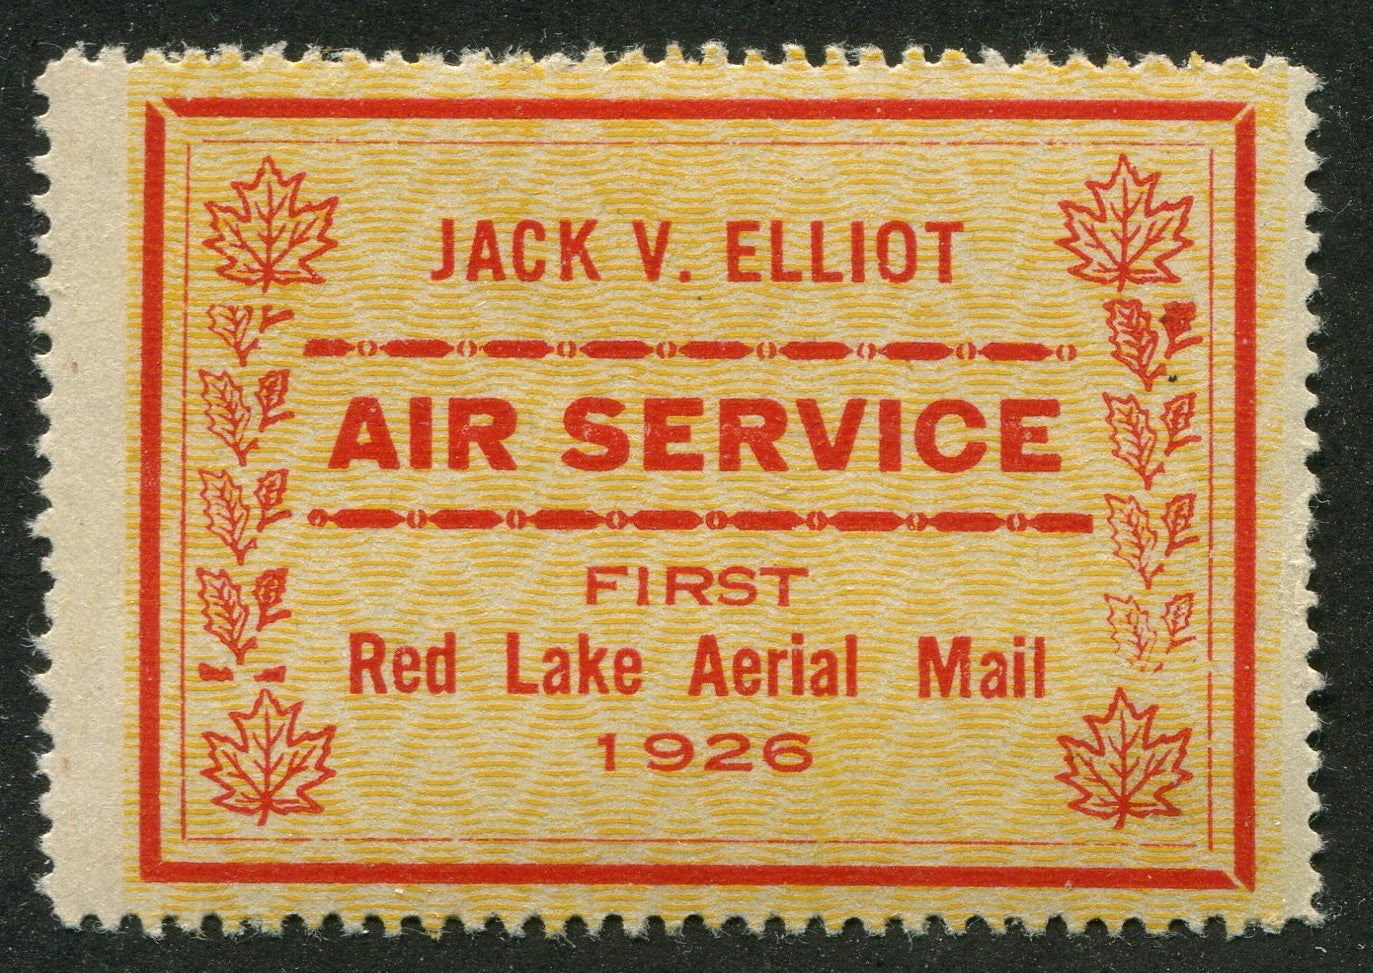 JACK V. ELLIOT
AIR SERVICE
FIRST
Red Lake Aerial Mail
1926